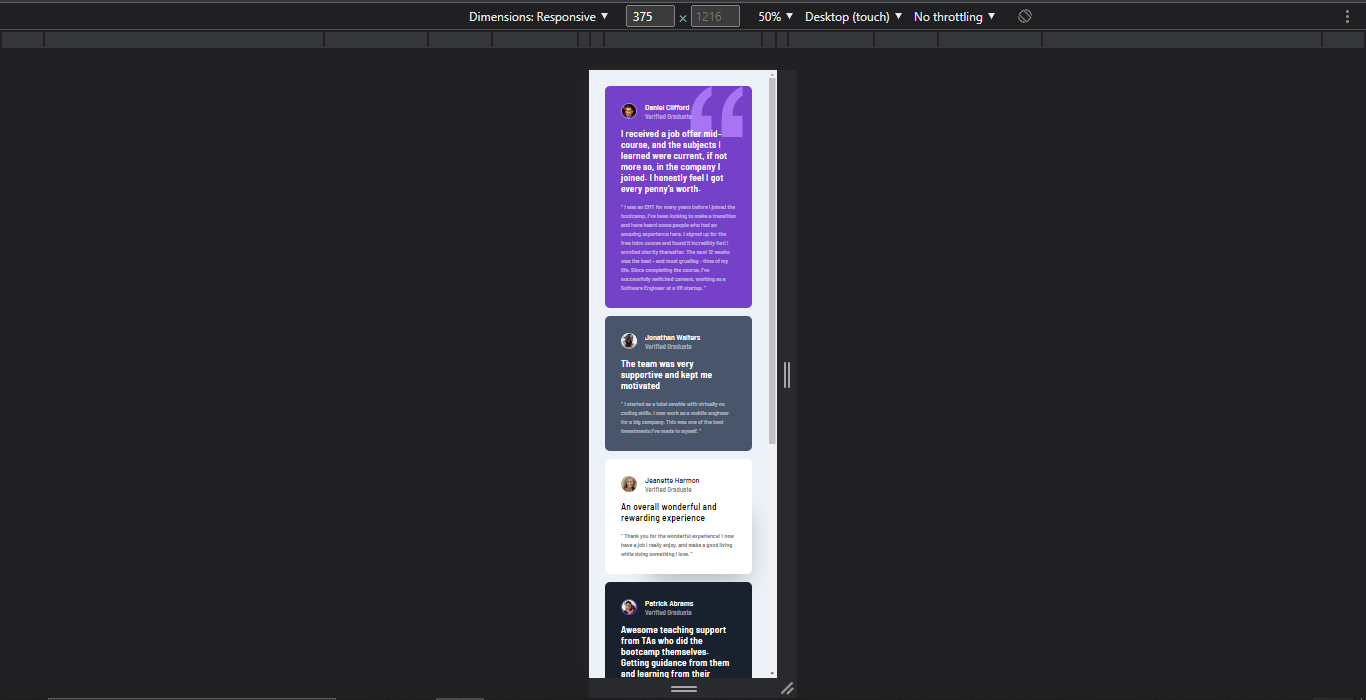 Dimensions: Responsive ▼ 375 × 1216 50% ▼ Desktop (touch) ▼ No throttling ▼
Daniel Clifford
Verified Graduate
I received a job offer mid-
course, and the subjects I
learned were current, if not
more so, in the company I
joined. I honestly feel I got
every penny's worth.
" I was an EMT for many years before I joined the
bootcamp. I've been looking to make a transition
and have heard some people who had an
amazing experience here. I signed up for the
free intro course and found it incredibly fun! I
enrolled shortly thereafter. The next 12 weeks
was the best - and most grueling - time of my
life. Since completing the course, I've
successfully switched careers, working as a
Software Engineer at a VR startup. "
Jonathan Walters
Verified Graduate
The team was very
supportive and kept me
motivated
" I started as a total newbie with virtually no
coding skills. I now work as a mobile engineer
for a big company. This was one of the best
investments I've made in myself. "
Jeanette Harmon
Verified Graduate
An overall wonderful and
rewarding experience
" Thank you for the wonderful experience! I now
have a job I really enjoy, and make a good living
while doing something I love. "
Patrick Abrams
Verified Graduate
Awesome teaching support
from TAs who did the
bootcamp themselves.
Getting guidance from them
and learning from their